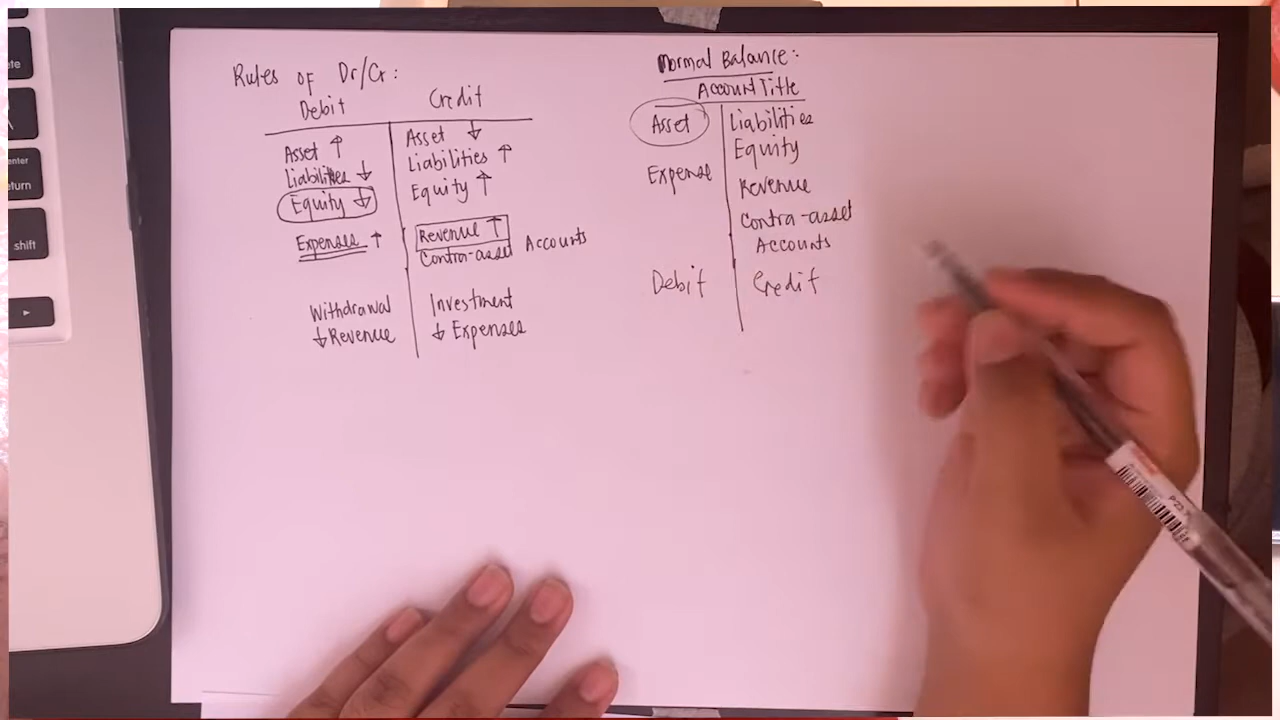 Rules of Dr/Cr:
Debit Credit
Asset ↑
Liabilities ↓
Equity ↓
Expenses ↑
Withdrawal
↓ Revenue
Asset ↓
Liabilities ↑
Equity ↑
Revenue ↑
Contra-asset Accounts
Investment
↓ Expenses
Normal Balance:
Account Title
Asset
Expense
Debit
Liabilities
Equity
Revenue
Contra-asset
Accounts
Credit
enter
return
shift